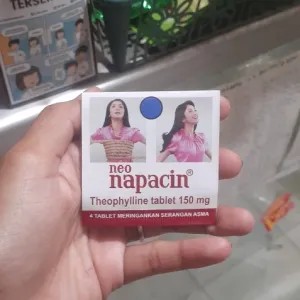 neo
napacin®
Theophylline tablet 150 mg
4 TABLET MERINGANKAN SERANGAN ASMA